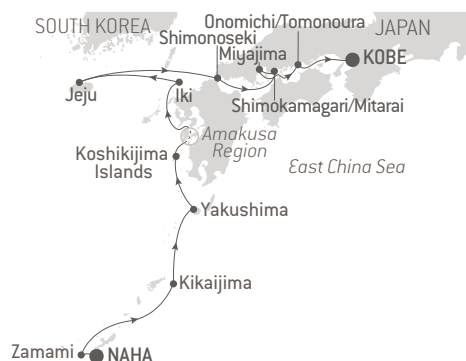 SOUTH KOREA
Onomichi/Tomonoura
JAPAN
Shimonoseki
Miyajima
KOBE
Jeju
Iki
Shimokamagari/Mitarai
Amakusa
Region
Koshikijima
Islands
East China Sea
Yakushima
Kikaijima
Zamami
NAHA